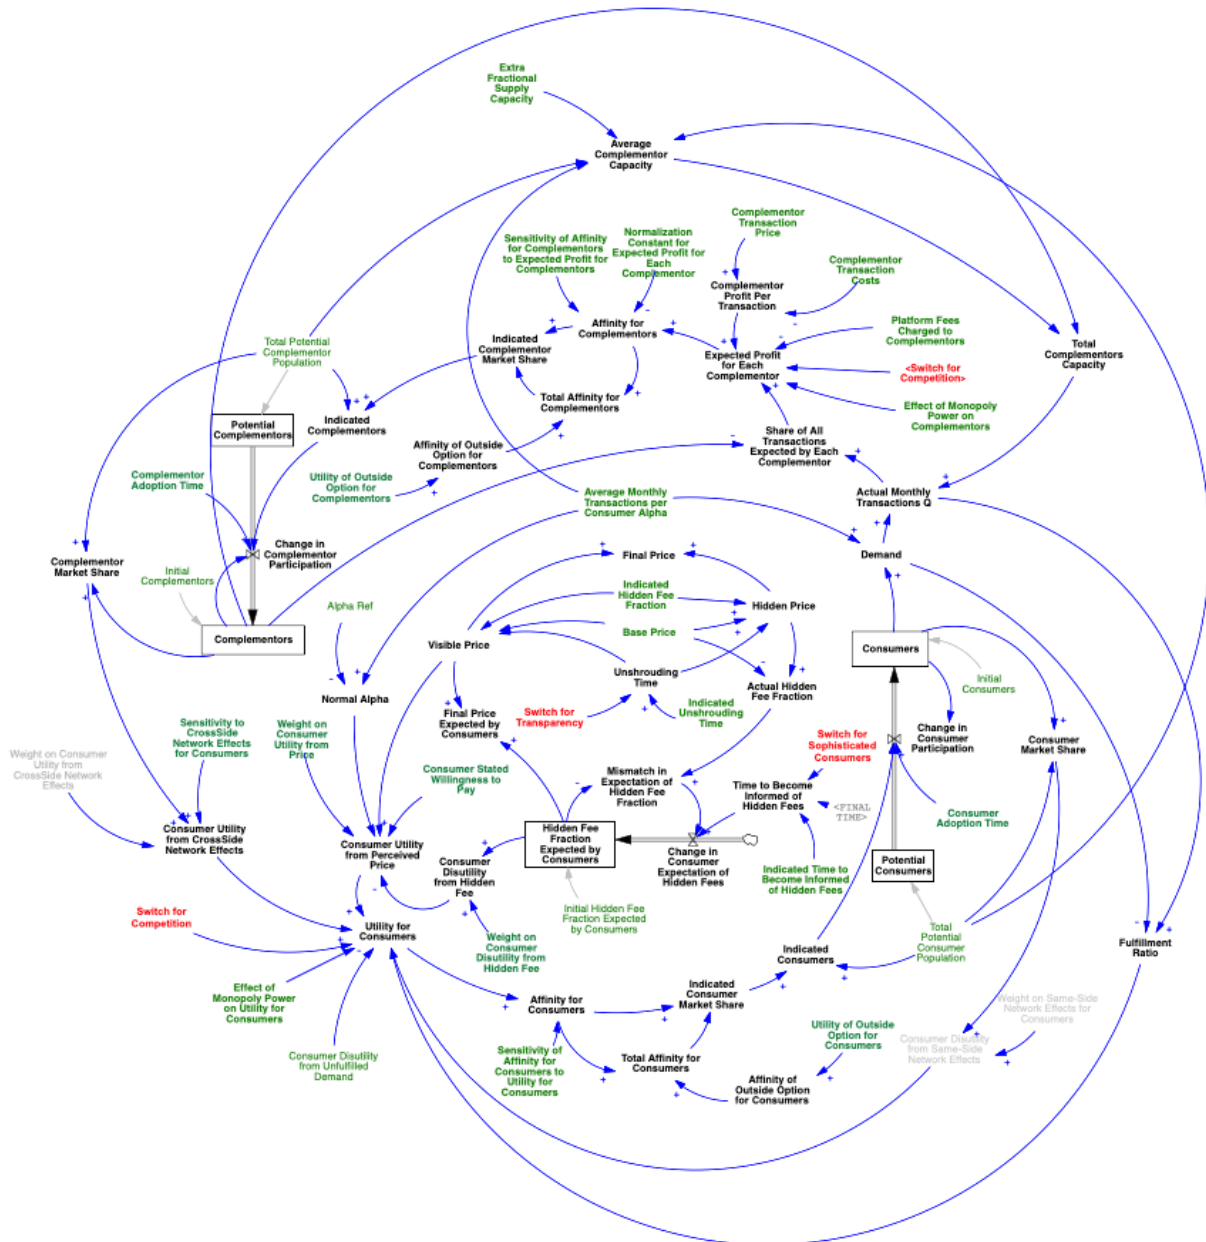 Extra
Fractional
Supply
Capacity
Average
Complementor
Capacity
Complementor
Transaction
Price
Sensitivity of Affinity
for Complementors
to Expected Profit for
Complementors
Normalization
Constant for
Expected Profit for
Each
Complementor
Complementor
Transaction
Costs
Complementor
Profit Per
Transaction
Affinity for
Complementors
Platform Fees
Charged to
Complementors
Total Potential
Complementor
Population
Indicated
Complementor
Market Share
Expected Profit
for Each
Complementor
Total
Complementors
Capacity
<Switch for
Competition>
Total Affinity for
Complementors
Effect of Monopoly
Power on
Complementors
Potential
Complementors
Indicated
Complementors
Share of All
Transactions
Expected by Each
Complementor
Affinity of Outside
Option for
Complementors
Complementor
Adoption Time
Utility of Outside
Option for
Complementors
Average Monthly
Transactions per
Consumer Alpha
Actual Monthly
Transactions Q
Change in
Complementor
Participation
Complementor
Market Share
Final Price
Demand
Initial
Complementors
Indicated
Hidden Fee
Fraction
Hidden Price
Alpha Ref
Complementors
Visible Price
Base Price
Consumers
Unshrouding
Time
Actual Hidden
Fee Fraction
Initial
Consumers
Normal Alpha
Sensitivity to
CrossSide
Network Effects
for Consumers
Weight on
Consumer
Utility from
Price
Final Price
Expected by
Consumers
Switch for
Transparency
Indicated
Unshrouding
Time
Switch for
Sophisticated
Consumers
Change in
Consumer
Participation
Consumer
Market Share
Weight on Consumer
Utility from
CrossSide Network
Effects
Consumer Stated
Willingness to
Pay
Mismatch in
Expectation of
Hidden Fee
Fraction
Time to Become
Informed of
Hidden Fees
<FINAL
TIME>
Consumer
Adoption Time
Consumer Utility
from CrossSide
Network Effects
Consumer Utility
from Perceived
Price
Consumer
Disutility
from Hidden
Fee
Hidden Fee
Fraction
Expected by
Consumers
Change in
Consumer
Expectation of
Hidden Fees
Indicated Time to
Become Informed
of Hidden Fees
Potential
Consumers
Switch for
Competition
Utility for
Consumers
Initial Hidden Fee
Fraction Expected
by Consumers
Weight on
Consumer
Disutility from
Hidden Fee
Indicated
Consumers
Total
Potential
Consumer
Population
Fulfillment
Ratio
Effect of
Monopoly Power
on Utility for
Consumers
Affinity for
Consumers
Indicated
Consumer
Market Share
Weight on Same-Side
Network Effects for
Consumers
Consumer Disutility
from Unfulfilled
Demand
Sensitivity of
Affinity for
Consumers to
Utility for
Consumers
Total Affinity for
Consumers
Utility of Outside
Option for
Consumers
Consumer Disutility
from Same-Side
Network Effects
Affinity of
Outside Option
for Consumers